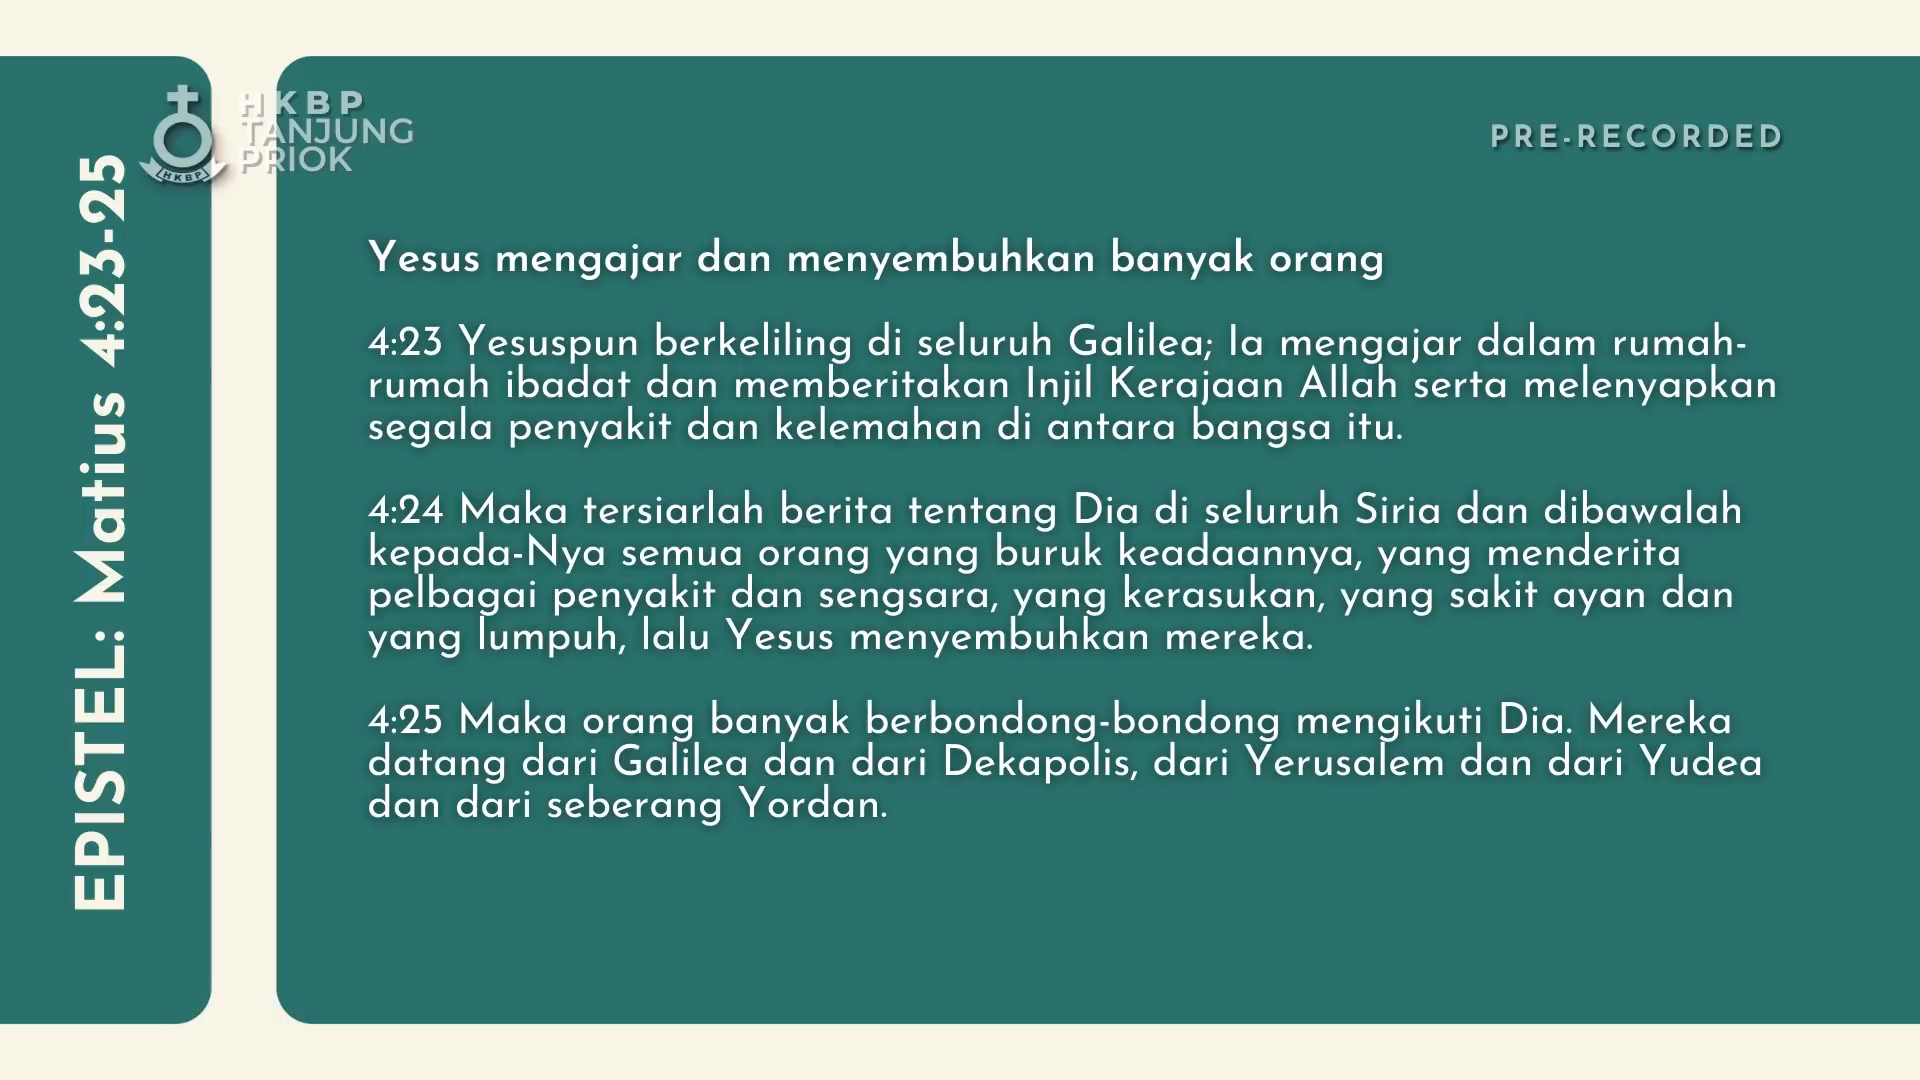 EPISTEL: Matius 4:23-25
HKBP
HKBP
TANJUNG
PRIOK
PRE-RECORDED
Yesus mengajar dan menyembuhkan banyak orang
4:23 Yesuspun berkeliling di seluruh Galilea; Ia mengajar dalam rumah-
rumah ibadat dan memberitakan Injil Kerajaan Allah serta melenyapkan
segala penyakit dan kelemahan di antara bangsa itu.
4:24 Maka tersiarlah berita tentang Dia di seluruh Siria dan dibawalah
kepada-Nya semua orang yang buruk keadaannya, yang menderita
pelbagai penyakit dan sengsara, yang kerasukan, yang sakit ayan dan
yang lumpuh, lalu Yesus menyembuhkan mereka.
4:25 Maka orang banyak berbondong-bondong mengikuti Dia. Mereka
datang dari Galilea dan dari Dekapolis, dari Yerusalem dan dari Yudea
dan dari seberang Yordan.